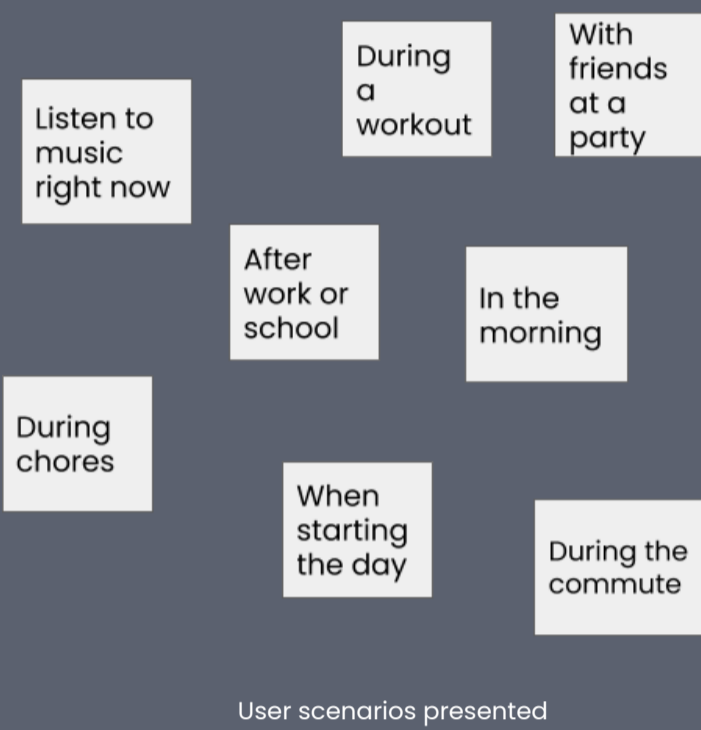 During
a
workout
With
friends
at a
party
Listen to
music
right now
After
work or
school
In the
morning
During
chores
When
starting
the day
During the
commute
User scenarios presented